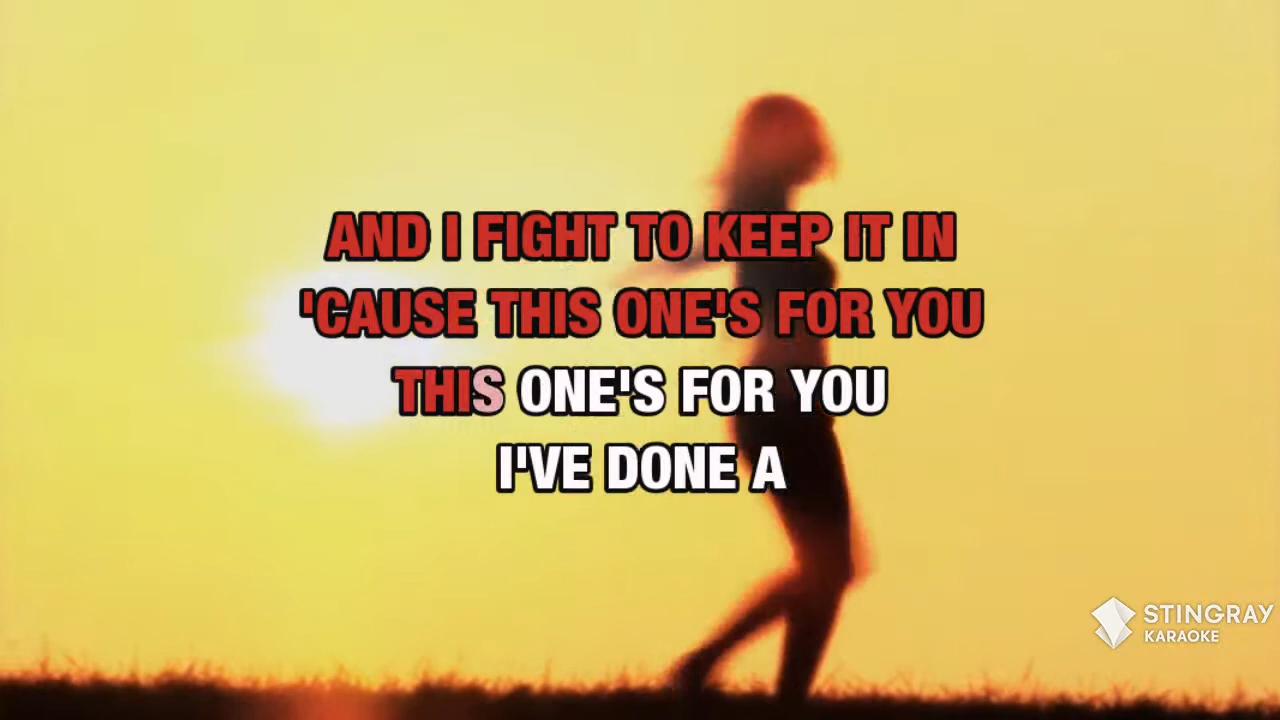 AND I FIGHT TO KEEP IT IN
'CAUSE THIS ONE'S FOR YOU
THIS ONE'S FOR YOU
I'VE DONE A
STINGRAY
KARAOKE